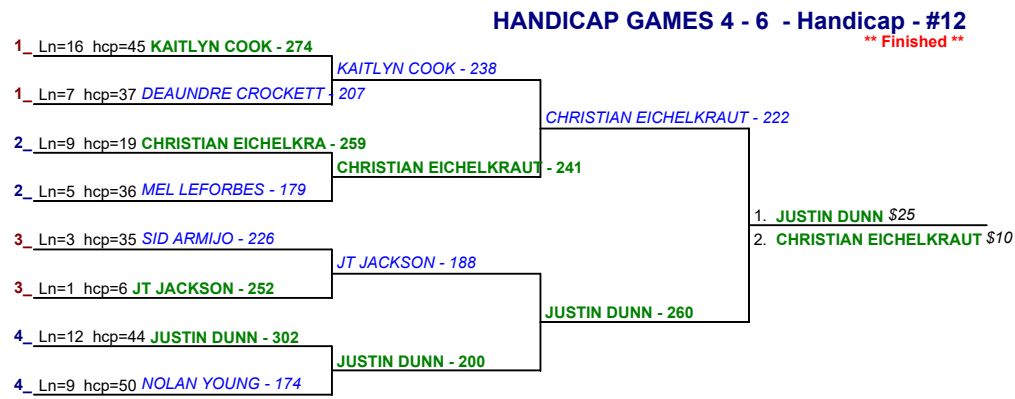 HANDICAP GAMES 4 - 6 - Handicap - #12
** Finished **
1_ Ln=16 hcp=45 KAITLYN COOK - 274
KAITLYN COOK - 238
1_ Ln=7 hcp=37 DEAUNDRE CROCKETT - 207
CHRISTIAN EICHELKRAUT - 222
2_ Ln=9 hcp=19 CHRISTIAN EICHELKRA - 259
CHRISTIAN EICHELKRAUT - 241
2_ Ln=5 hcp=36 MEL LEFORBES - 179
1. JUSTIN DUNN $25
2. CHRISTIAN EICHELKRAUT $10
3_ Ln=3 hcp=35 SID ARMIJO - 226
JT JACKSON - 188
3_ Ln=1 hcp=6 JT JACKSON - 252
JUSTIN DUNN - 260
4_ Ln=12 hcp=44 JUSTIN DUNN - 302
JUSTIN DUNN - 200
4_ Ln=9 hcp=50 NOLAN YOUNG - 174